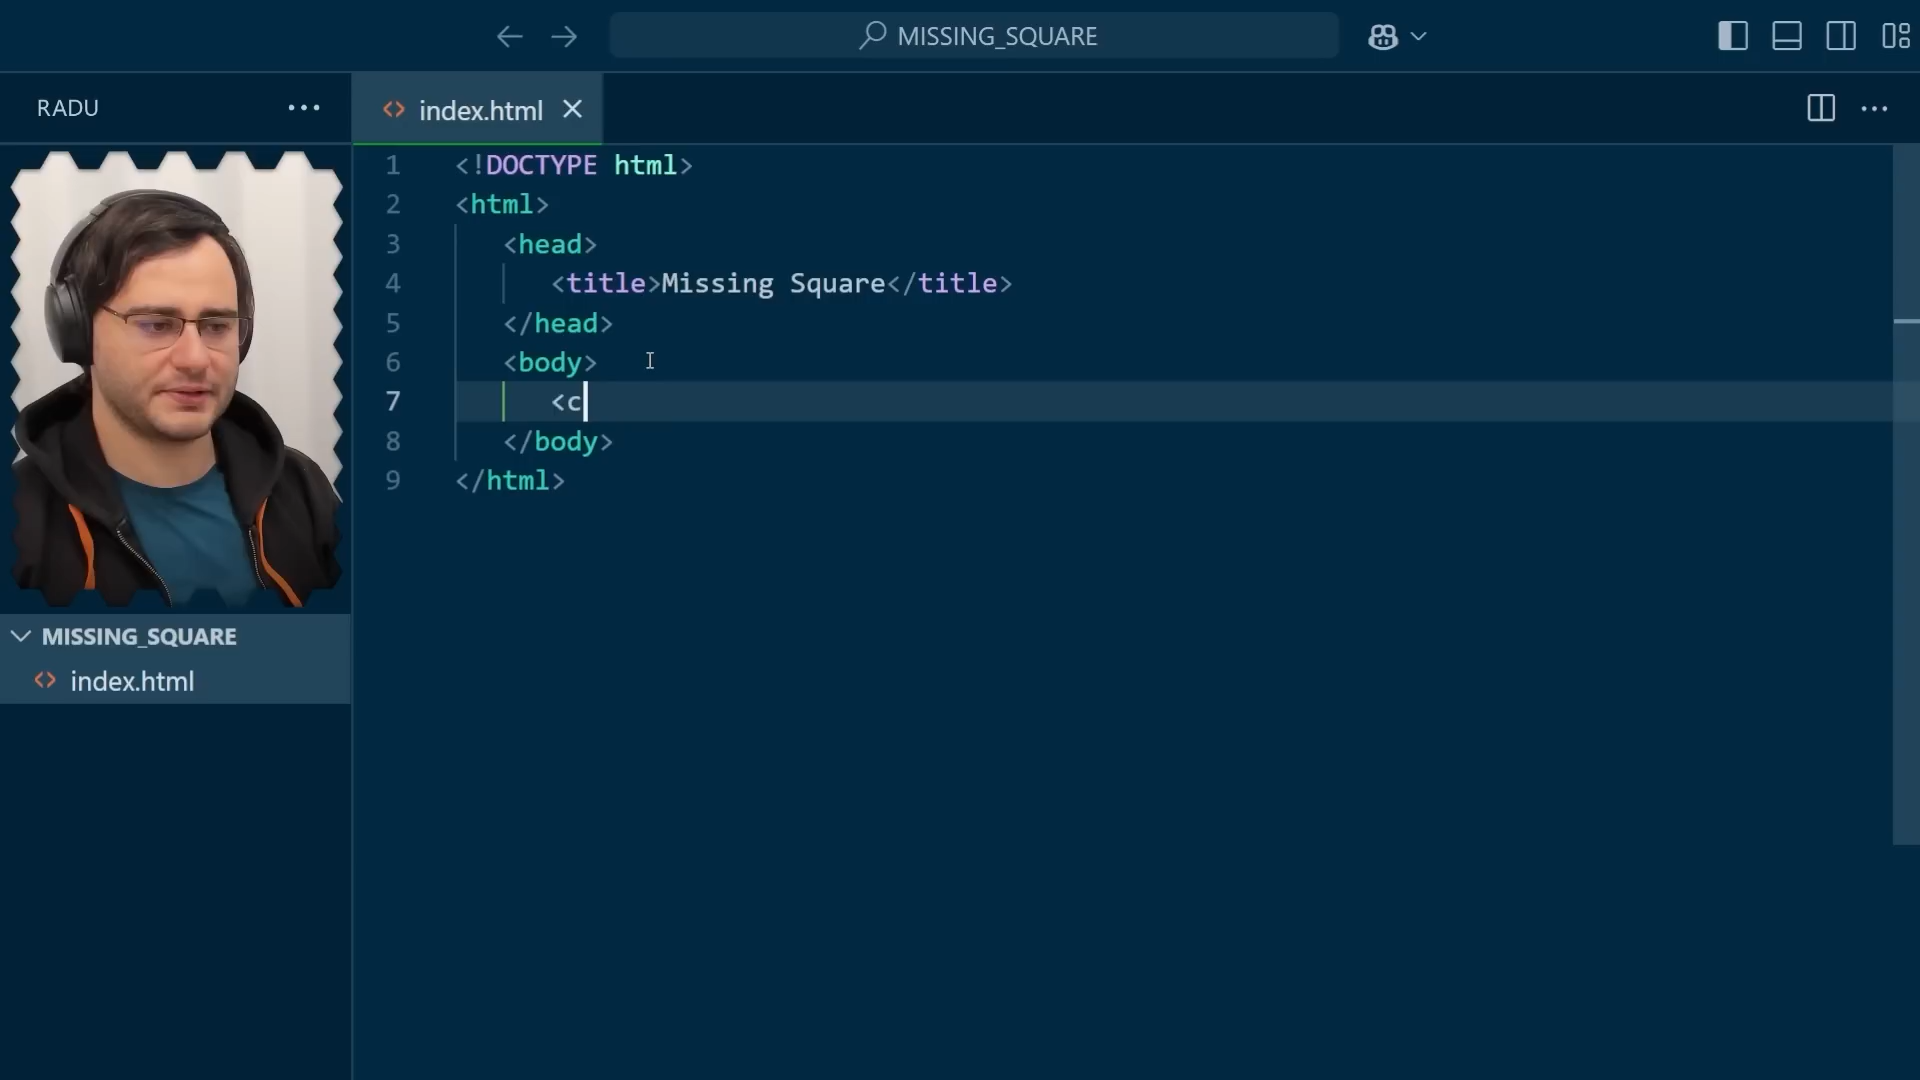 MISSING_SQUARE
RADU
index.html
1 <!DOCTYPE html>
2 <html>
3 <head>
4 <title>Missing Square</title>
5 </head>
6 <body>
7 <c
8 </body>
9 </html>
MISSING_SQUARE
index.html